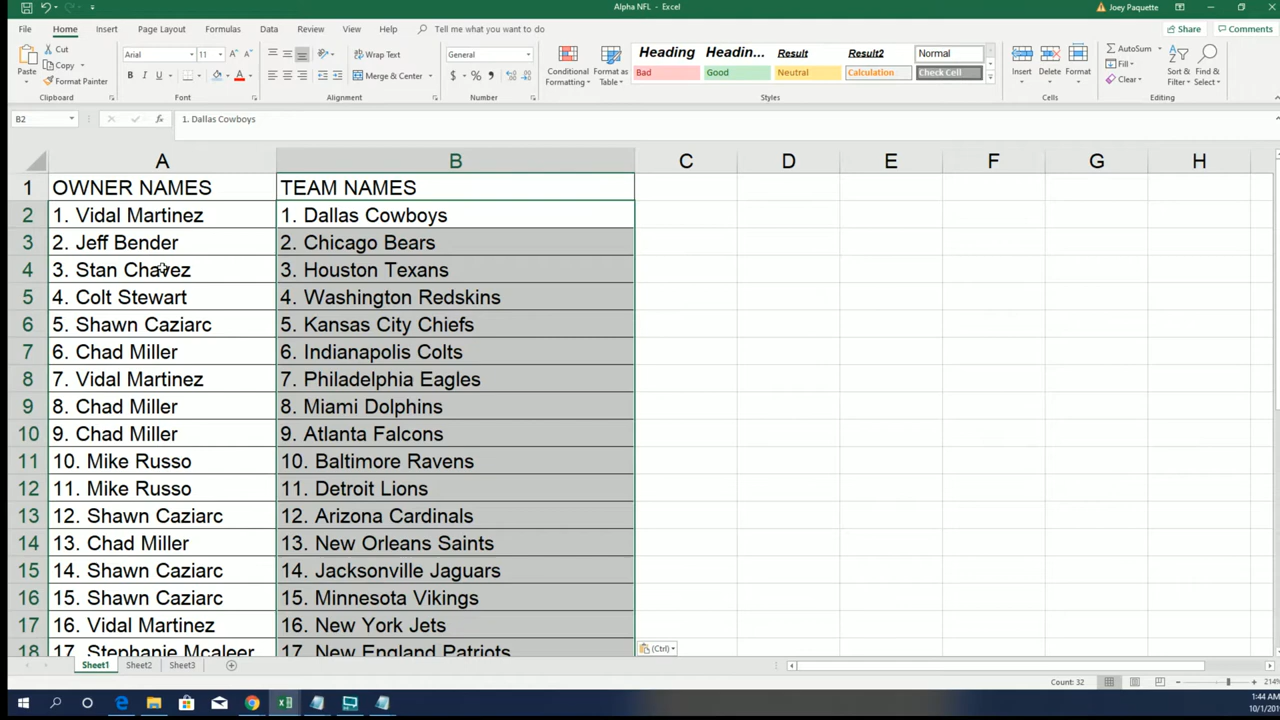 Alpha NFL - Excel
Joey Paquette
File Home Insert Page Layout Formulas Data Review View Help Tell me what you want to do Share Comments
Paste Cut Copy Format Painter Clipboard
Arial 11 B I U A Font
Wrap Text Merge & Center Alignment
General $ % Number
Conditional Formatting Format as Table
Heading Headin... Result Result2 Normal
Bad Good Neutral Calculation Check Cell
Styles
Insert Delete Format Cells
AutoSum Fill Clear Sort & Filter Find & Select Editing
B2 fx 1. Dallas Cowboys
A B C D E F G H
1 OWNER NAMES TEAM NAMES
2 1. Vidal Martinez 1. Dallas Cowboys
3 2. Jeff Bender 2. Chicago Bears
4 3. Stan Chavez 3. Houston Texans
5 4. Colt Stewart 4. Washington Redskins
6 5. Shawn Caziarc 5. Kansas City Chiefs
7 6. Chad Miller 6. Indianapolis Colts
8 7. Vidal Martinez 7. Philadelphia Eagles
9 8. Chad Miller 8. Miami Dolphins
10 9. Chad Miller 9. Atlanta Falcons
11 10. Mike Russo 10. Baltimore Ravens
12 11. Mike Russo 11. Detroit Lions
13 12. Shawn Caziarc 12. Arizona Cardinals
14 13. Chad Miller 13. New Orleans Saints
15 14. Shawn Caziarc 14. Jacksonville Jaguars
16 15. Shawn Caziarc 15. Minnesota Vikings
17 16. Vidal Martinez 16. New York Jets
18 17. Stephanie Mcaleer 17. New England Patriots
(Ctrl)
Sheet1 Sheet2 Sheet3
Count: 32 214%
1:44 AM
10/1/201